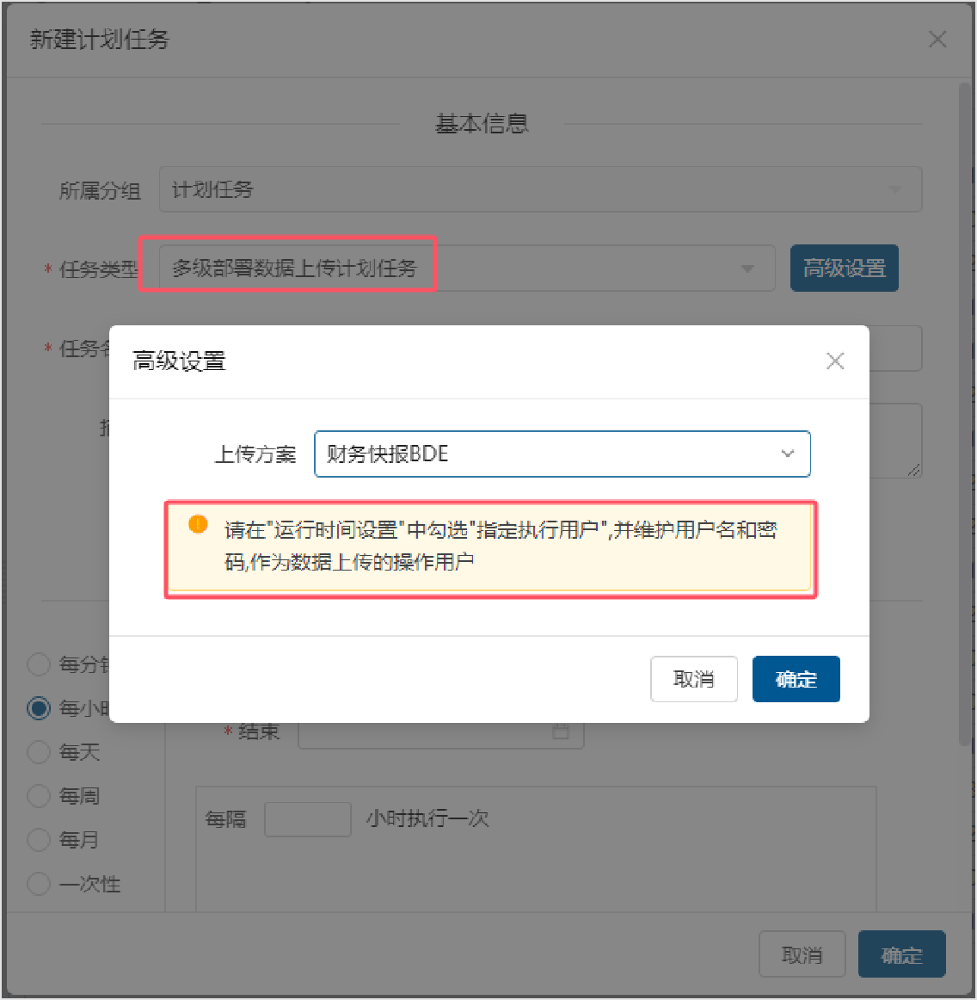 新建计划任务
基本信息
所属分组 计划任务
* 任务类型 多级部署数据上传计划任务 高级设置
* 任务名
高级设置
上传方案 财务快报BDE
请在"运行时间设置"中勾选"指定执行用户",并维护用户名和密
码,作为数据上传的操作用户
取消 确定
每分钟
每小时
* 结束
每天
每周
每隔 小时执行一次
每月
一次性
取消 确定